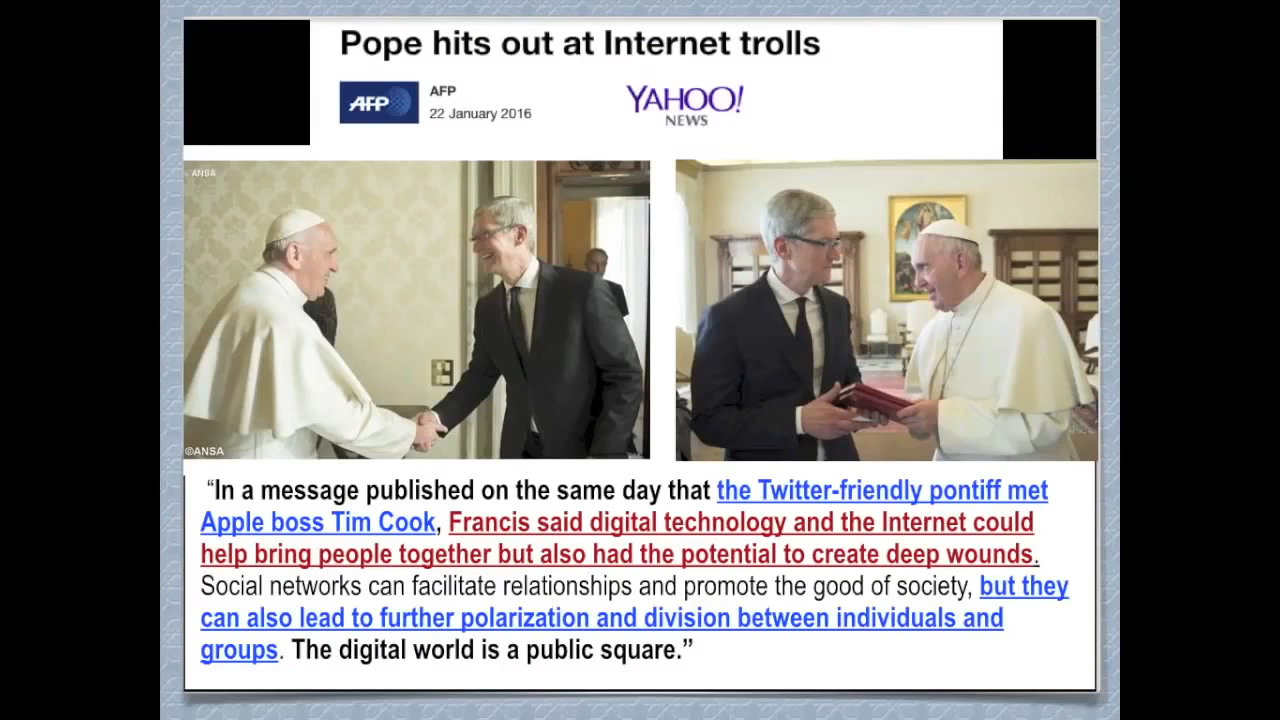 Pope hits out at Internet trolls
AFP
AFP
22 January 2016
YAHOO!
NEWS
ANSA
©ANSA
“In a message published on the same day that the Twitter-friendly pontiff met
Apple boss Tim Cook, Francis said digital technology and the Internet could
help bring people together but also had the potential to create deep wounds.
Social networks can facilitate relationships and promote the good of society, but they
can also lead to further polarization and division between individuals and
groups. The digital world is a public square.”